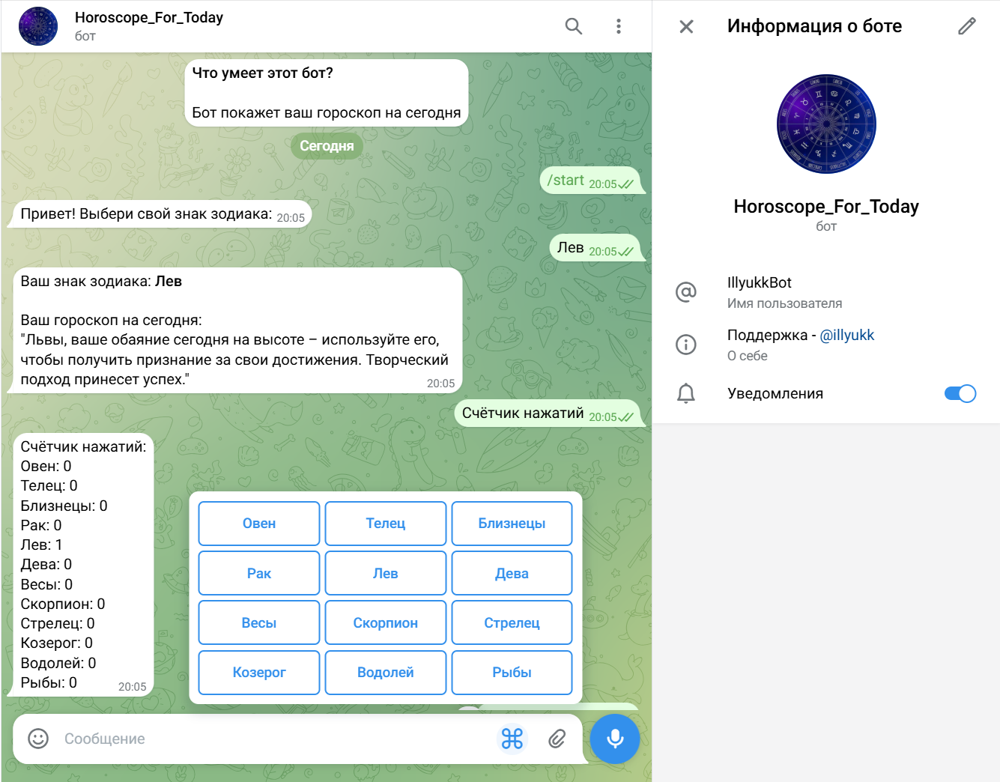 Horoscope_For_Today
бот
Что умеет этот бот?
Бот покажет ваш гороскоп на сегодня
Сегодня
/start 20:05
Привет! Выбери свой знак зодиака: 20:05
Лев 20:05
Ваш знак зодиака: Лев
Ваш гороскоп на сегодня:
"Львы, ваше обаяние сегодня на высоте – используйте его,
чтобы получить признание за свои достижения. Творческий
подход принесет успех."
20:05
Счётчик нажатий 20:05
Счётчик нажатий:
Овен: 0
Телец: 0
Близнецы: 0
Рак: 0
Лев: 1
Дева: 0
Весы: 0
Скорпион: 0
Стрелец: 0
Козерог: 0
Водолей: 0
Рыбы: 0
20:05
Овен Телец Близнецы
Рак Лев Дева
Весы Скорпион Стрелец
Козерог Водолей Рыбы
Сообщение
Информация о боте
Horoscope_For_Today
бот
IllyukkBot
Имя пользователя
Поддержка - @illyukk
О себе
Уведомления